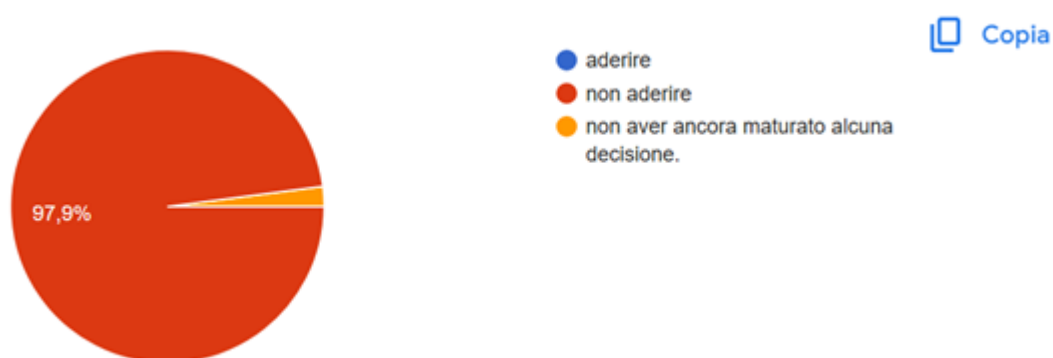 Copia
aderire
non aderire
non aver ancora maturato alcuna
decisione.
97,9%